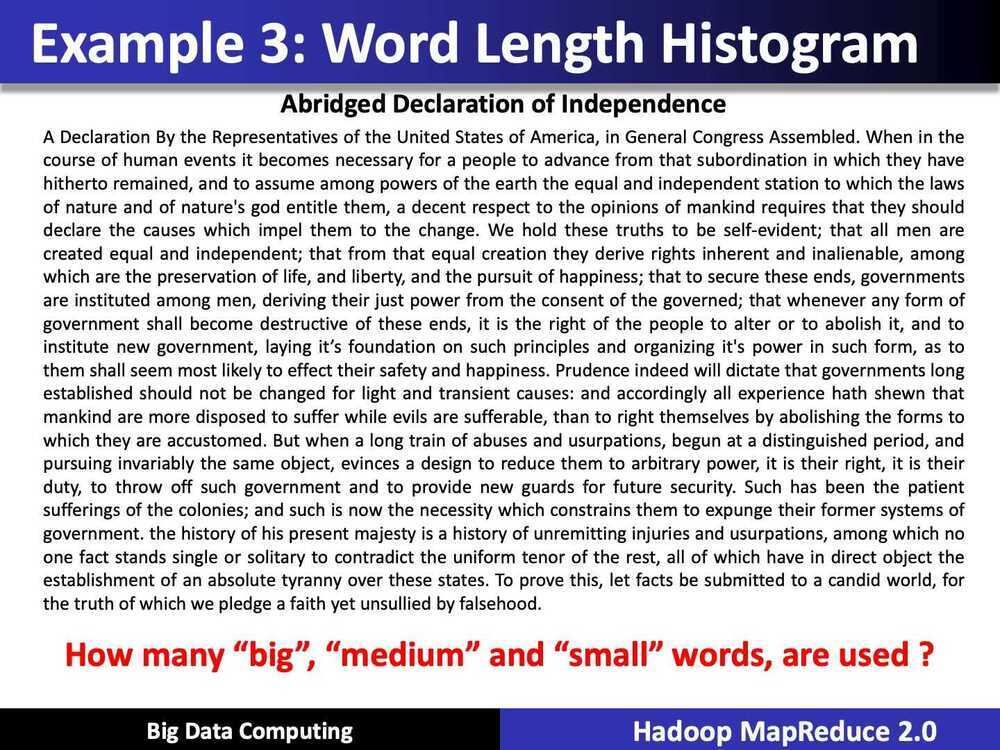 Example 3: Word Length Histogram
Abridged Declaration of Independence
A Declaration By the Representatives of the United States of America, in General Congress Assembled. When in the
course of human events it becomes necessary for a people to advance from that subordination in which they have
hitherto remained, and to assume among powers of the earth the equal and independent station to which the laws
of nature and of nature's god entitle them, a decent respect to the opinions of mankind requires that they should
declare the causes which impel them to the change. We hold these truths to be self-evident; that all men are
created equal and independent; that from that equal creation they derive rights inherent and inalienable, among
which are the preservation of life, and liberty, and the pursuit of happiness; that to secure these ends, governments
are instituted among men, deriving their just power from the consent of the governed; that whenever any form of
government shall become destructive of these ends, it is the right of the people to alter or to abolish it, and to
institute new government, laying it’s foundation on such principles and organizing it's power in such form, as to
them shall seem most likely to effect their safety and happiness. Prudence indeed will dictate that governments long
established should not be changed for light and transient causes: and accordingly all experience hath shewn that
mankind are more disposed to suffer while evils are sufferable, than to right themselves by abolishing the forms to
which they are accustomed. But when a long train of abuses and usurpations, begun at a distinguished period, and
pursuing invariably the same object, evinces a design to reduce them to arbitrary power, it is their right, it is their
duty, to throw off such government and to provide new guards for future security. Such has been the patient
sufferings of the colonies; and such is now the necessity which constrains them to expunge their former systems of
government. the history of his present majesty is a history of unremitting injuries and usurpations, among which no
one fact stands single or solitary to contradict the uniform tenor of the rest, all of which have in direct object the
establishment of an absolute tyranny over these states. To prove this, let facts be submitted to a candid world, for
the truth of which we pledge a faith yet unsullied by falsehood.
How many “big”, “medium” and “small” words, are used ?
Big Data Computing
Hadoop MapReduce 2.0